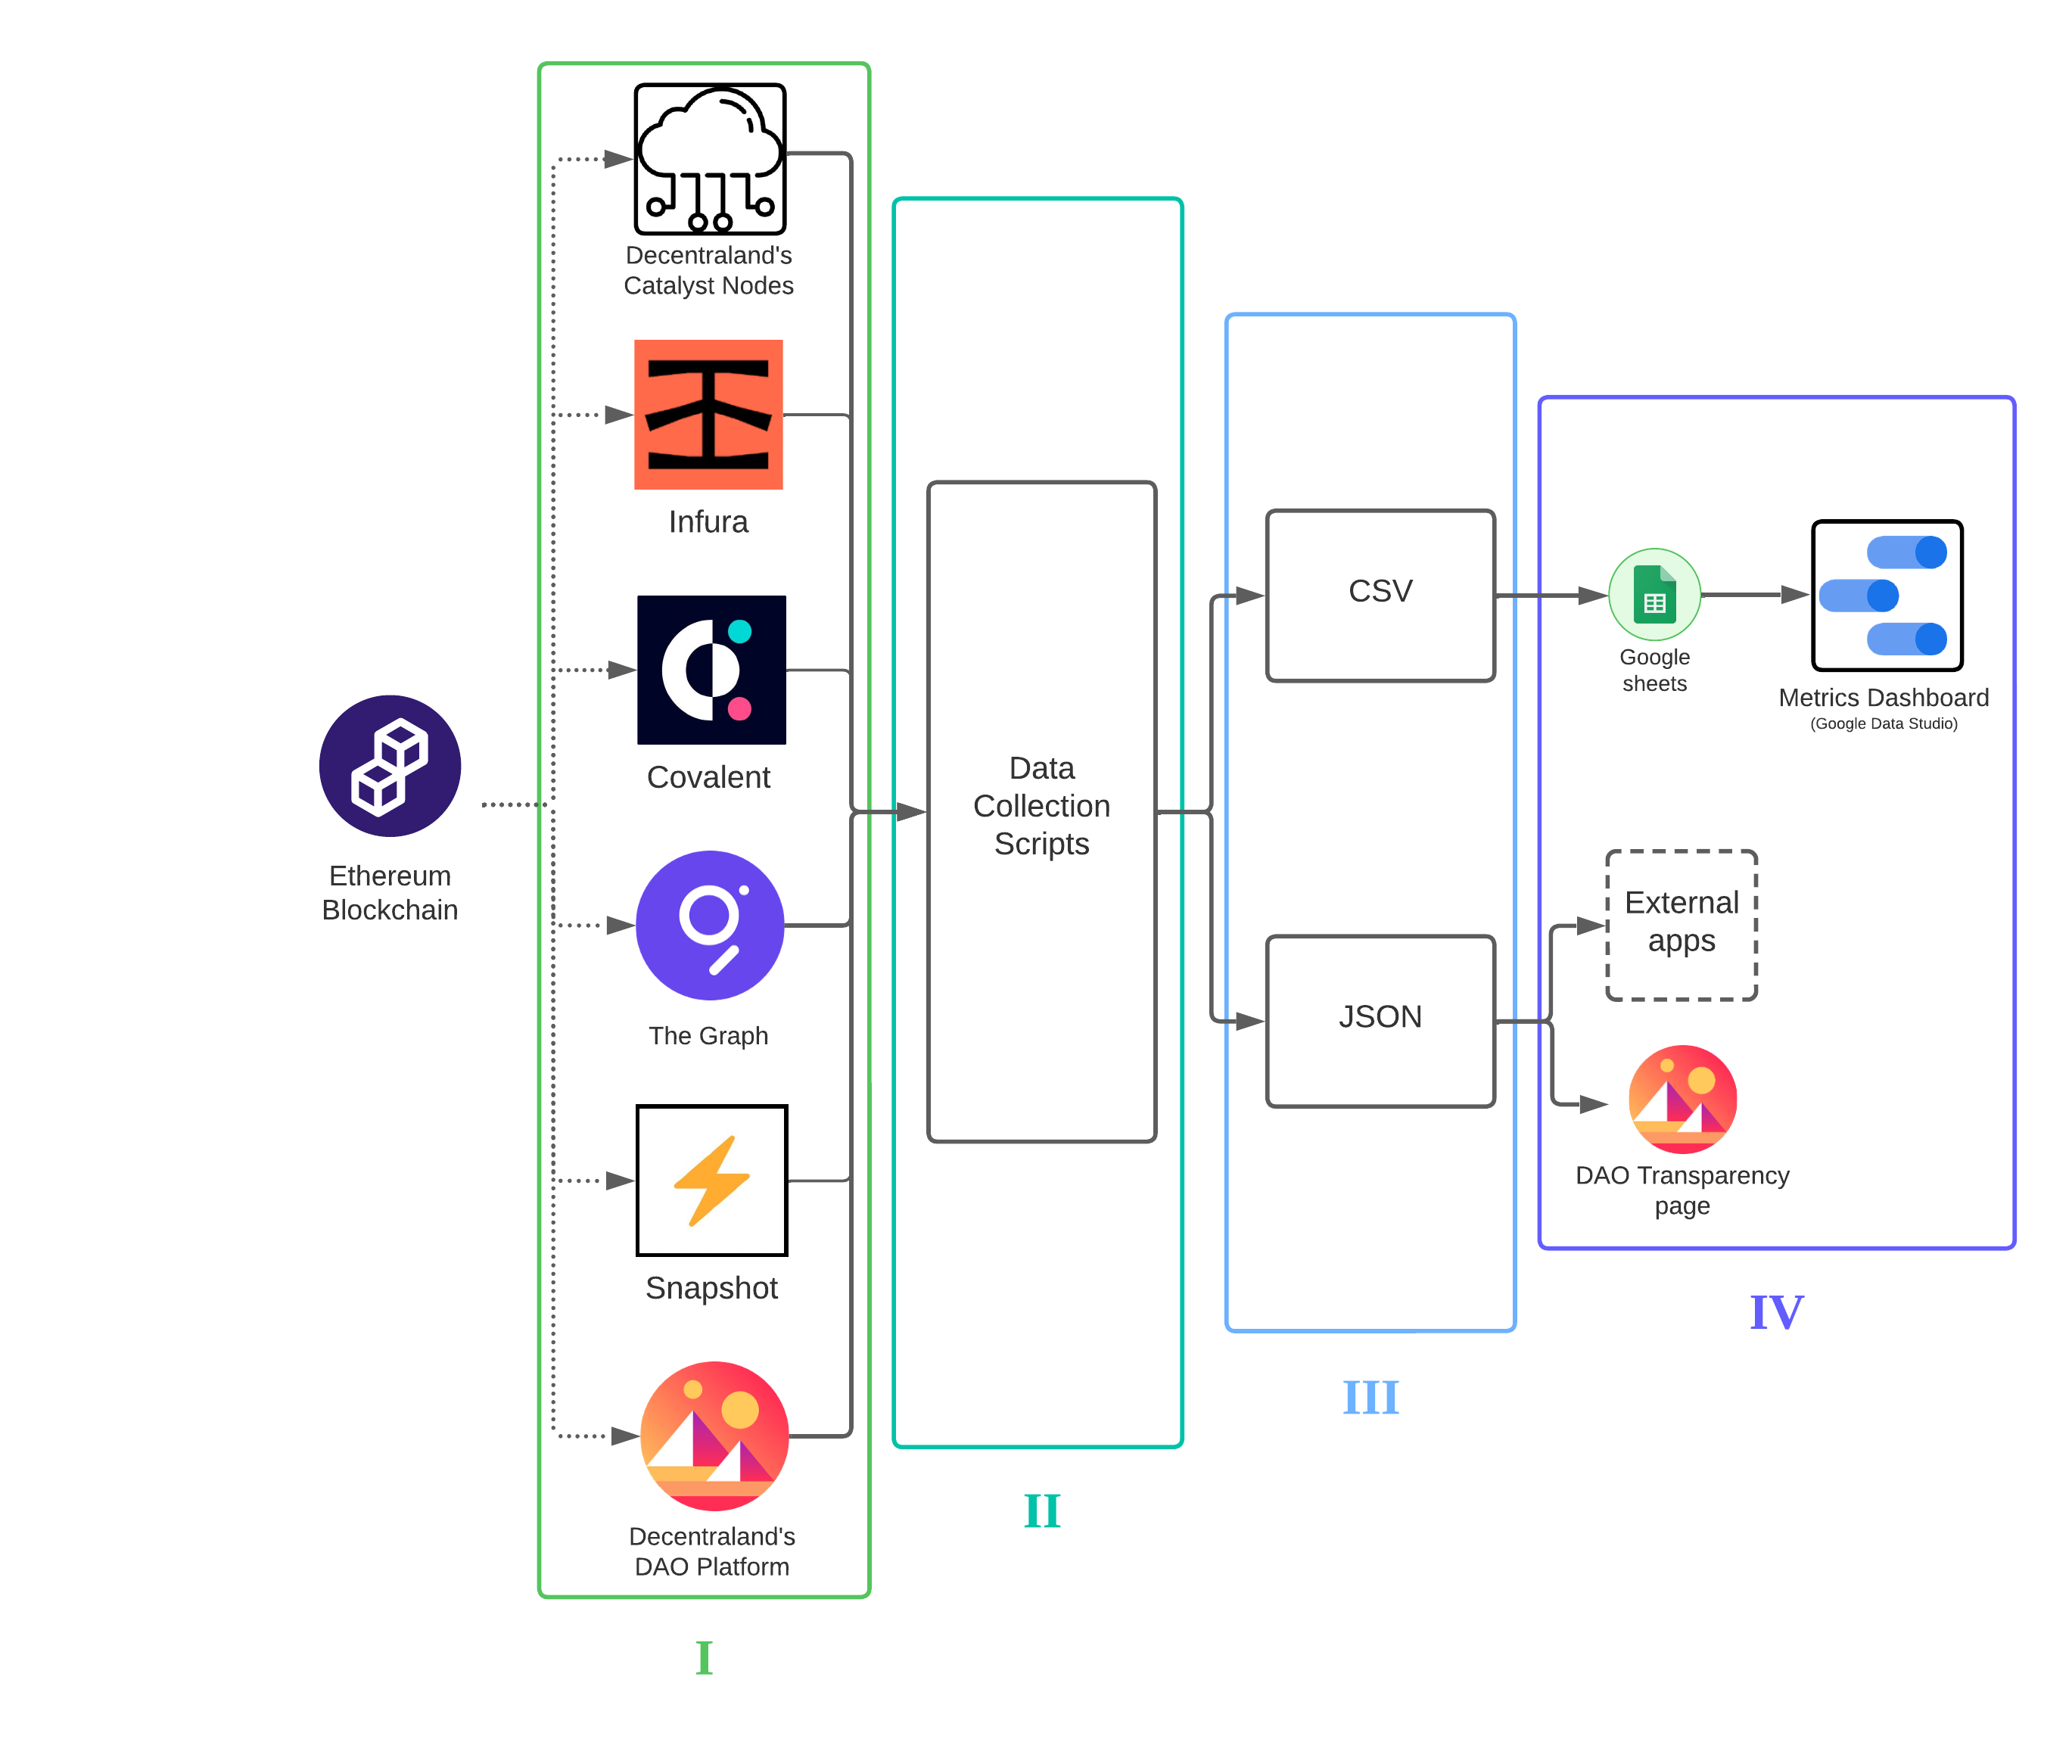 Ethereum
Blockchain
Decentraland's
Catalyst Nodes
Infura
Covalent
The Graph
Snapshot
Decentraland's
DAO Platform
I
Data
Collection
Scripts
II
CSV
JSON
III
Google
sheets
Metrics Dashboard
(Google Data Studio)
External
apps
DAO Transparency
page
IV